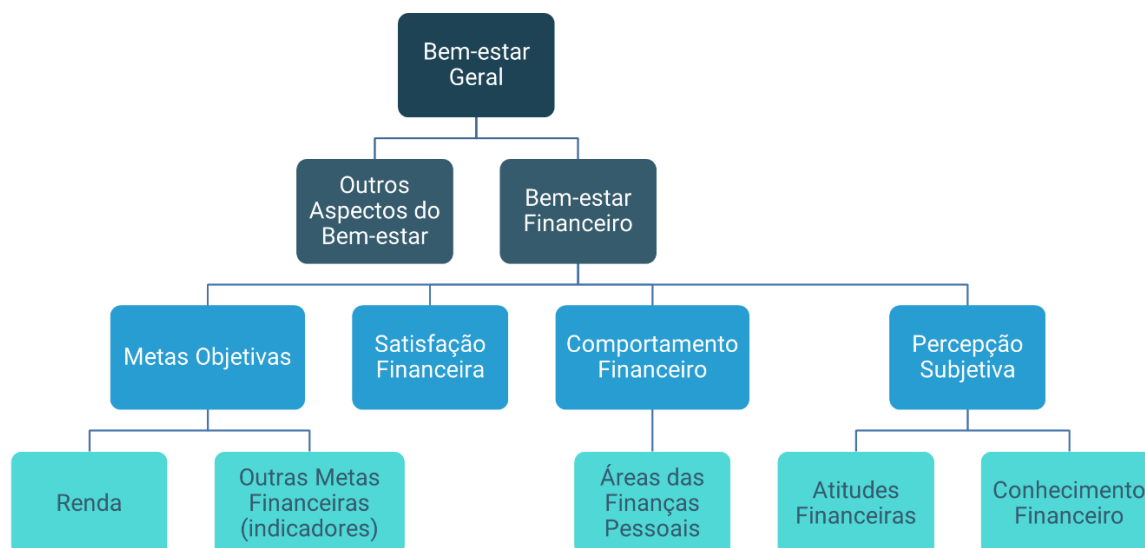 Bem-estar
Geral
Outros
Aspectos do
Bem-estar
Bem-estar
Financeiro
Metas Objetivas
Satisfação
Financeira
Comportamento
Financeiro
Percepção
Subjetiva
Renda
Outras Metas
Financeiras
(indicadores)
Áreas das
Finanças
Pessoais
Atitudes
Financeiras
Conhecimento
Financeiro